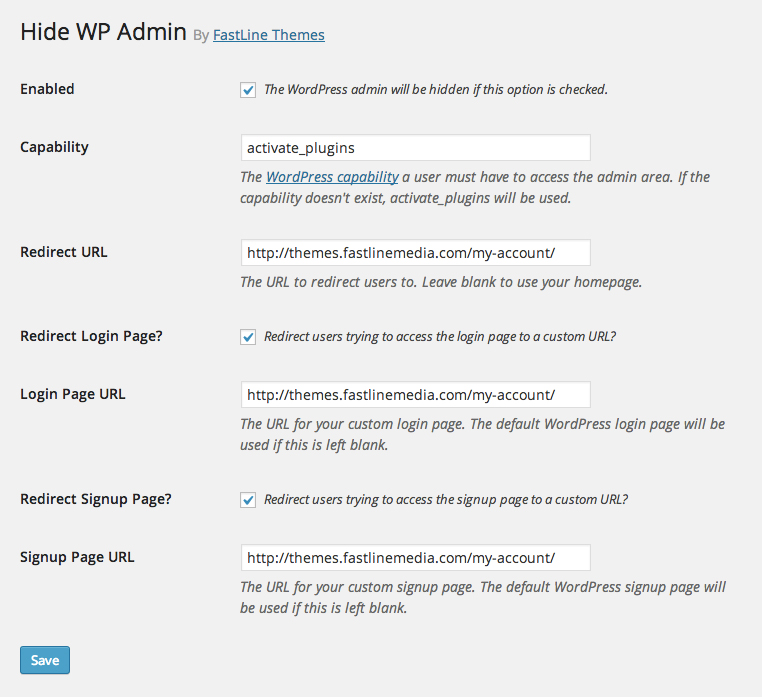 Hide WP Admin By FastLine Themes
Enabled
The WordPress admin will be hidden if this option is checked.
Capability
activate_plugins
The WordPress capability a user must have to access the admin area. If the
capability doesn't exist, activate_plugins will be used.
Redirect URL
http://themes.fastlinemedia.com/my-account/
The URL to redirect users to. Leave blank to use your homepage.
Redirect Login Page?
Redirect users trying to access the login page to a custom URL?
Login Page URL
http://themes.fastlinemedia.com/my-account/
The URL for your custom login page. The default WordPress login page will be
used if this is left blank.
Redirect Signup Page?
Redirect users trying to access the signup page to a custom URL?
Signup Page URL
http://themes.fastlinemedia.com/my-account/
The URL for your custom signup page. The default WordPress signup page will
be used if this is left blank.
Save